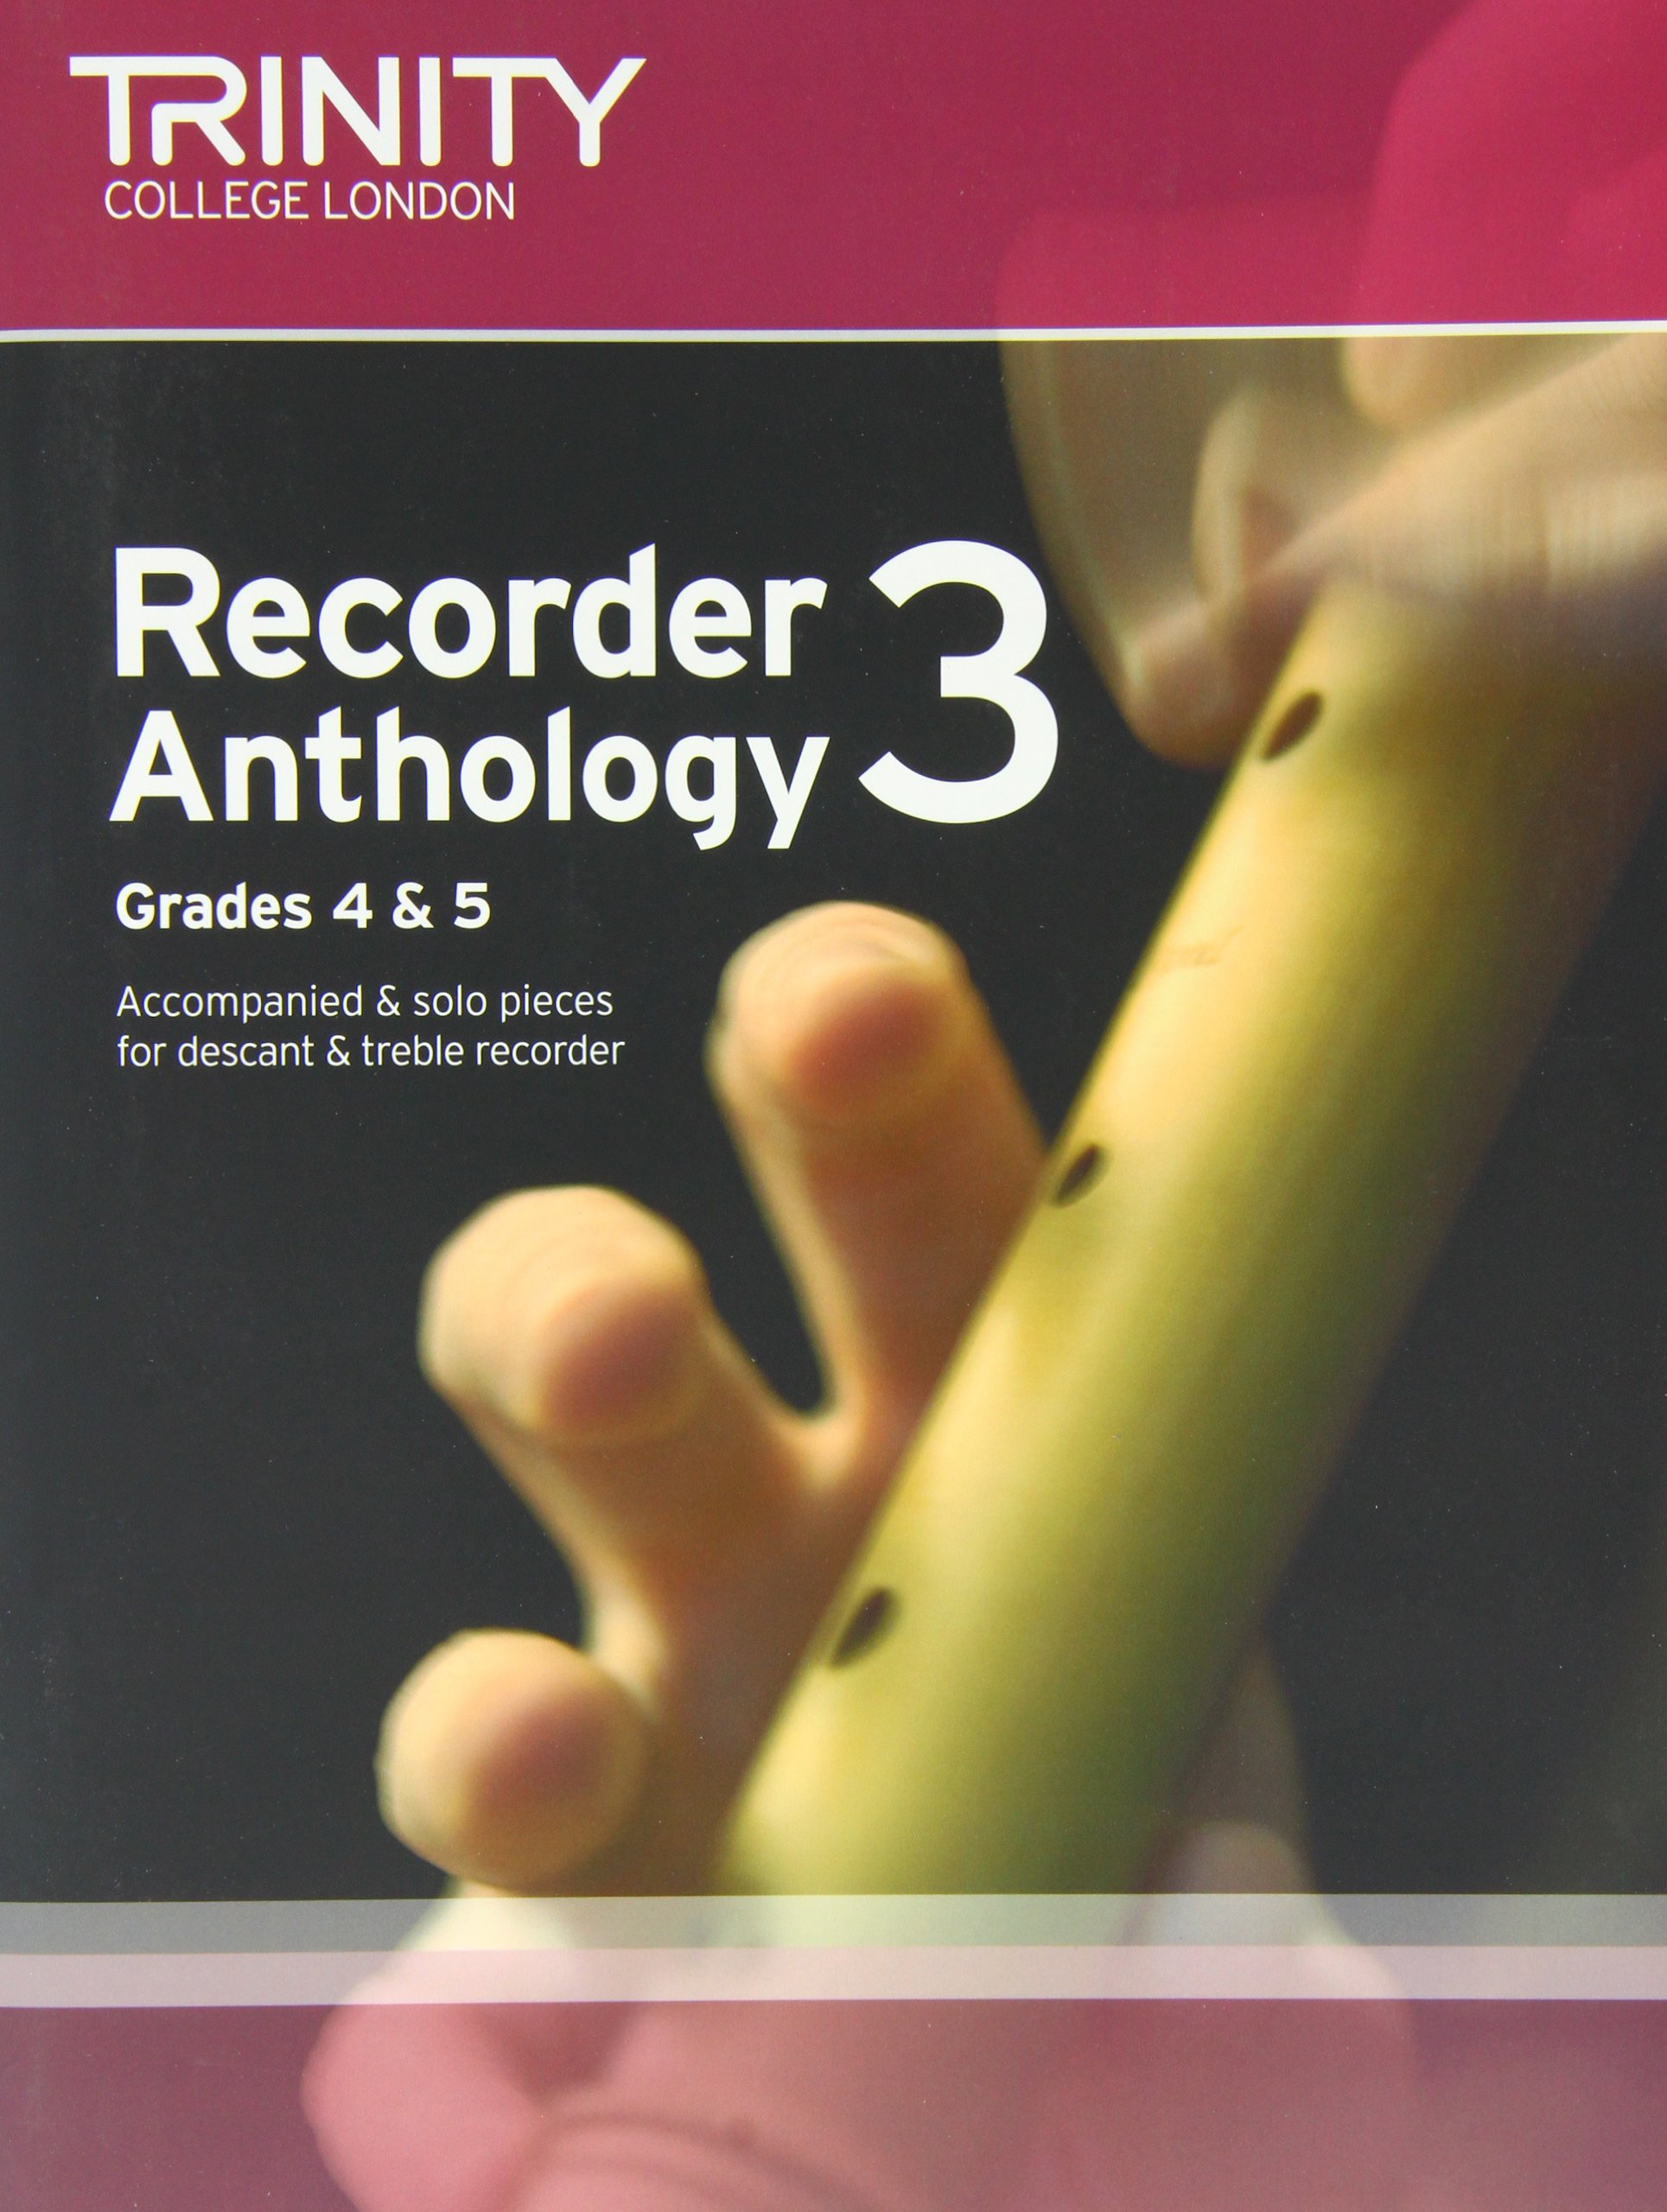 TRINITY
COLLEGE LONDON
Recorder
Anthology 3
Grades 4 & 5
Accompanied & solo pieces
for descant & treble recorder